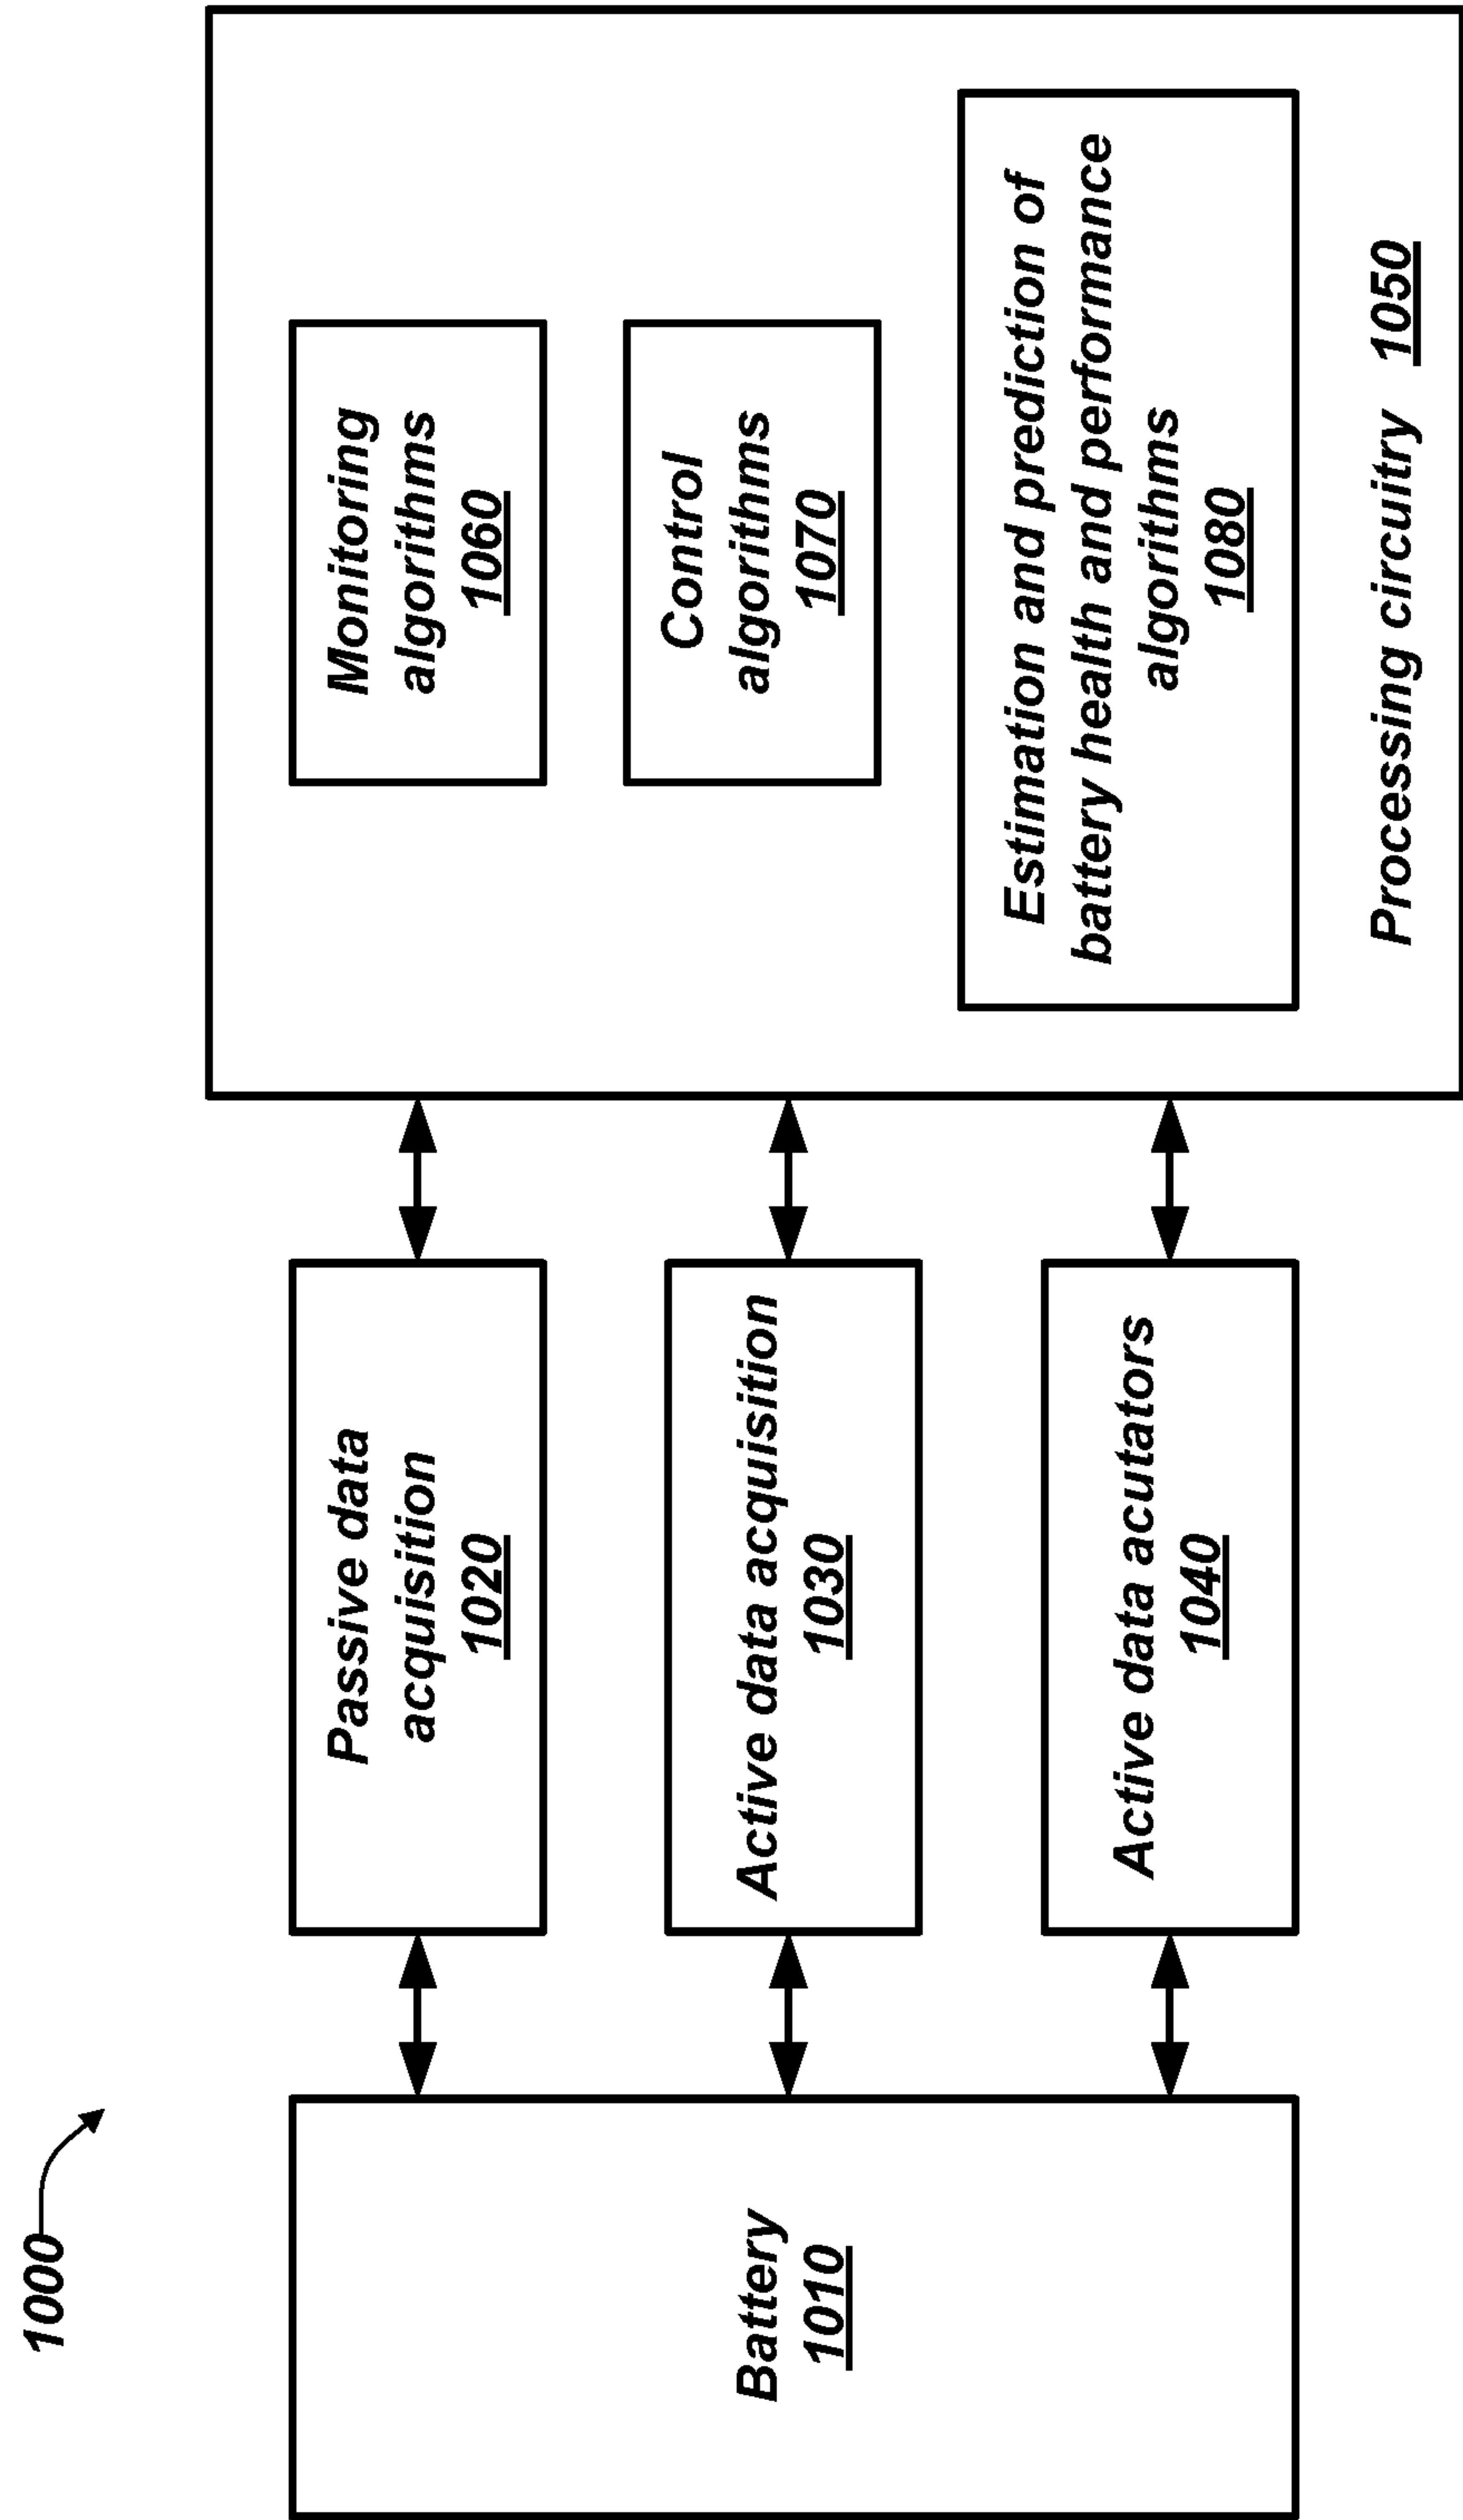 1000
Battery
1010
Passive data
acquisition
1020
Active data acquisition
1030
Active data acutators
1040
Monitoring
algorithms
1060
Control
algorithms
1070
Estimation and prediction of
battery health and performance
algorithms
1080
Processing circuitry 1050